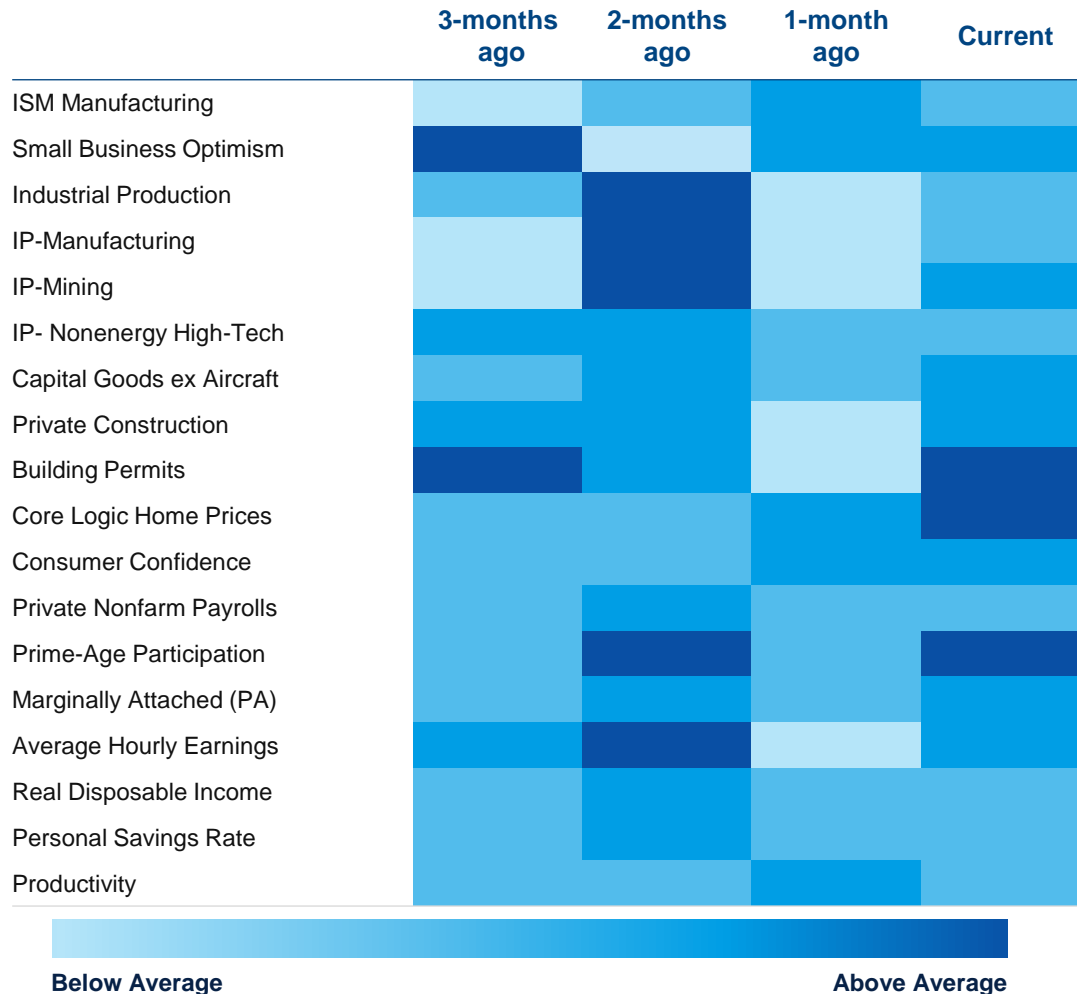 3-months ago
2-months ago
1-month ago
Current
ISM Manufacturing
Small Business Optimism
Industrial Production
IP-Manufacturing
IP-Mining
IP- Nonenergy High-Tech
Capital Goods ex Aircraft
Private Construction
Building Permits
Core Logic Home Prices
Consumer Confidence
Private Nonfarm Payrolls
Prime-Age Participation
Marginally Attached (PA)
Average Hourly Earnings
Real Disposable Income
Personal Savings Rate
Productivity
Below Average
Above Average